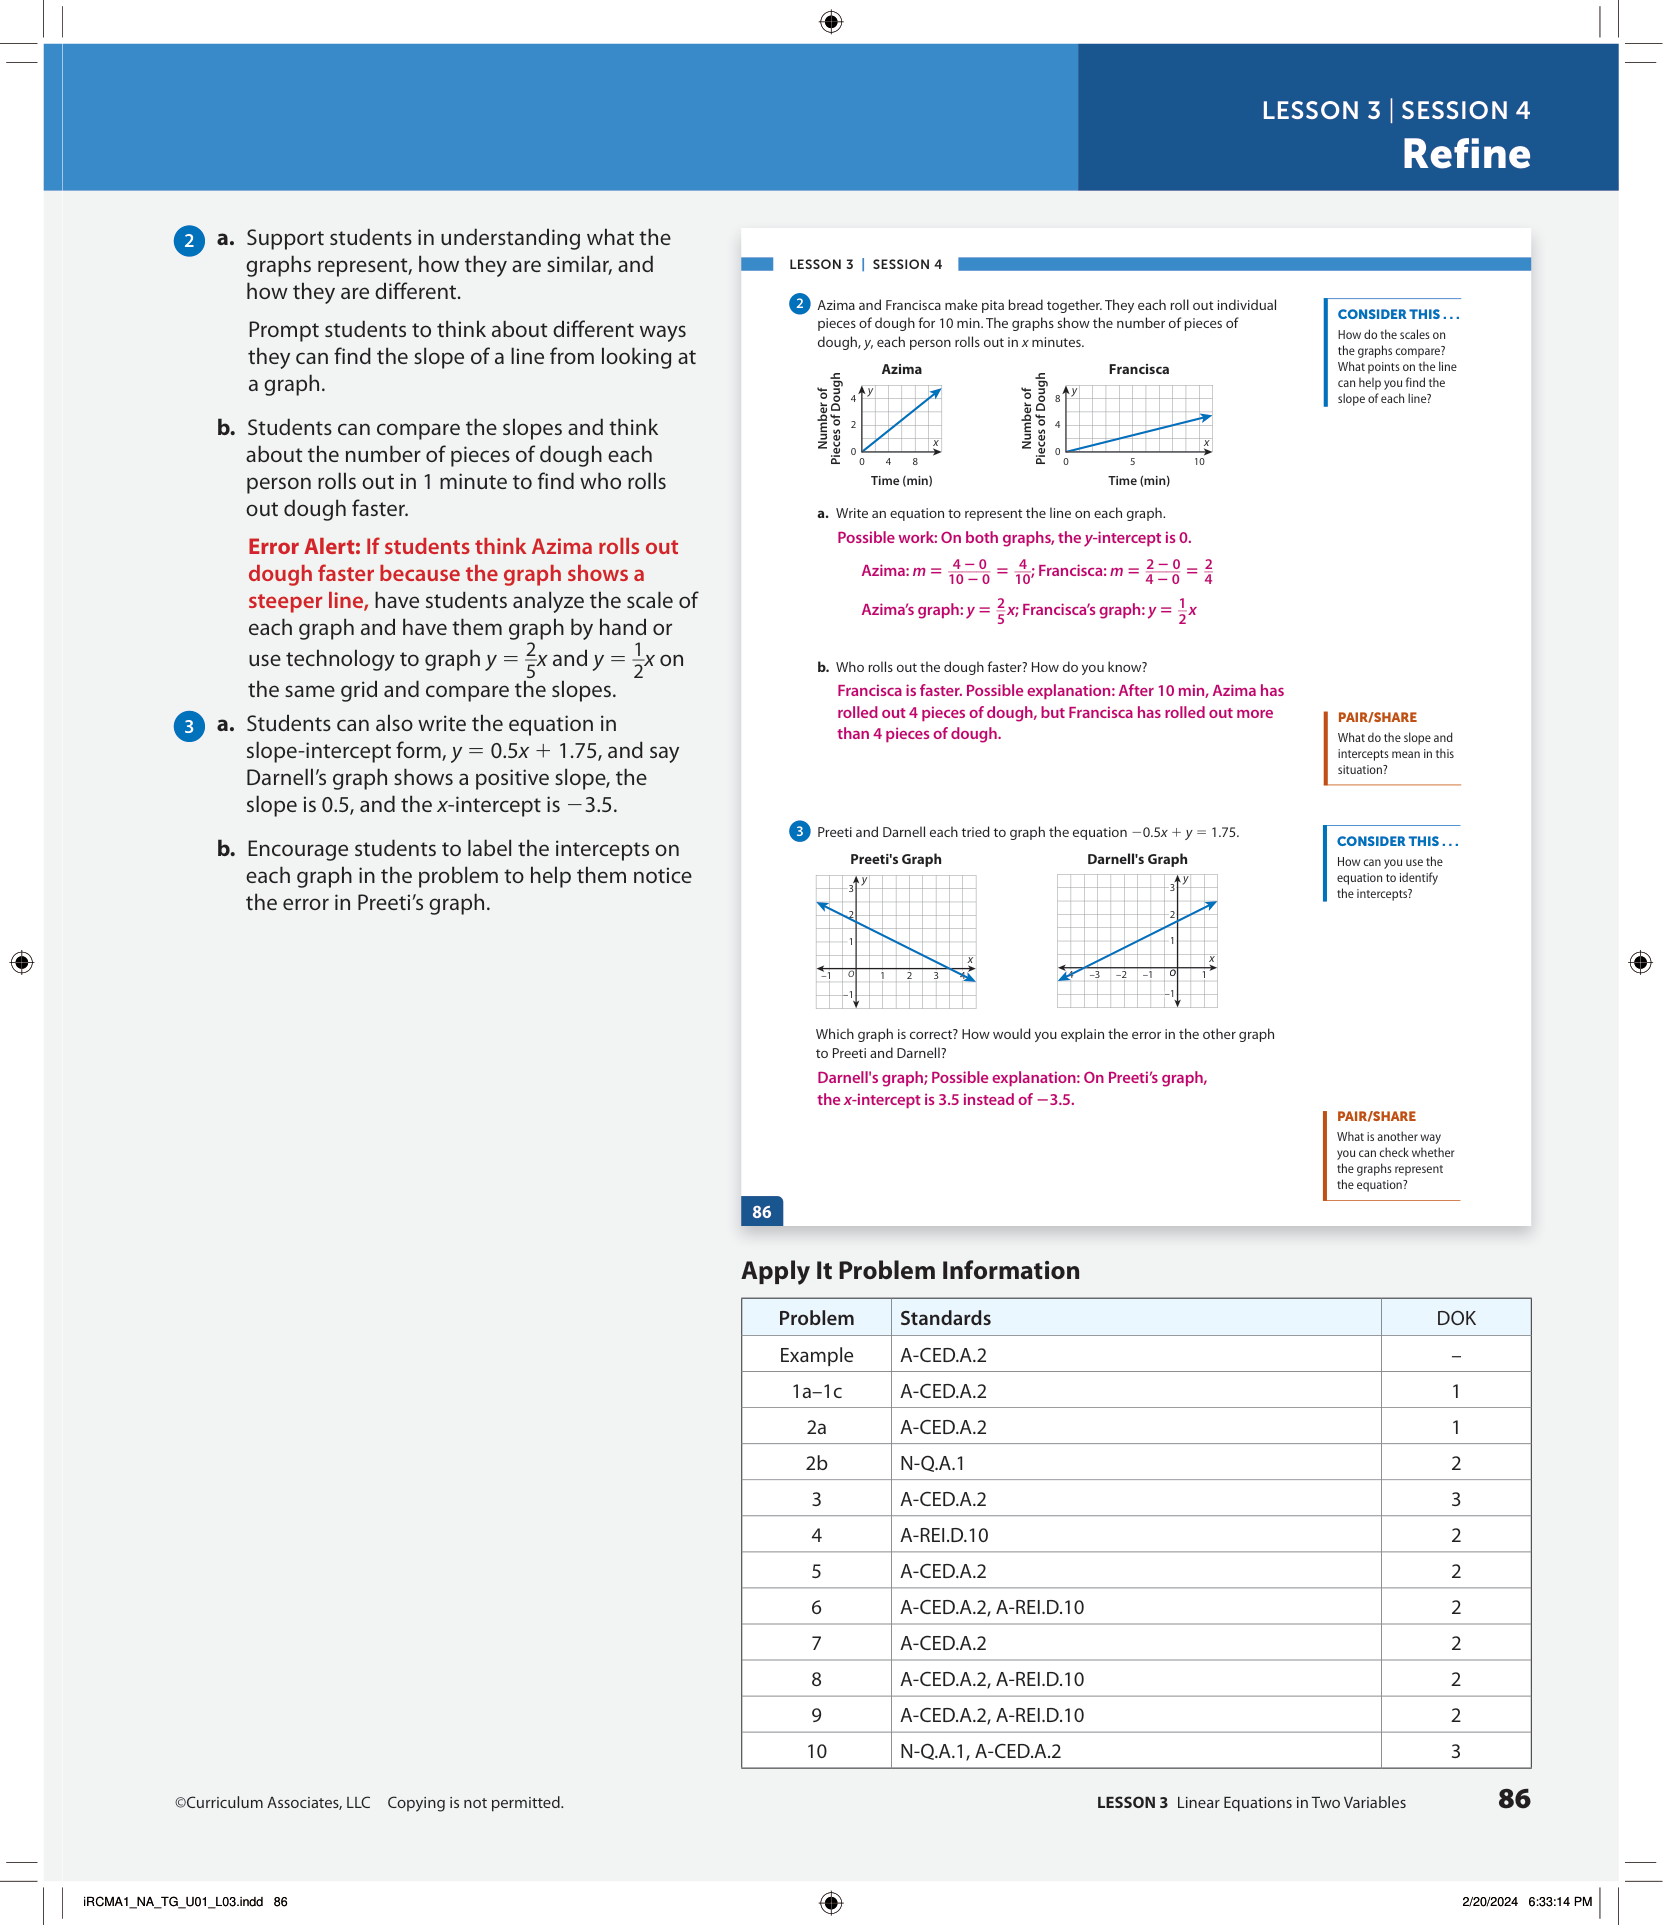 LESSON 3 | SESSION 4
Refine
2 a. Support students in understanding what the
graphs represent, how they are similar, and
how they are different.
Prompt students to think about different ways
they can find the slope of a line from looking at
a graph.
b. Students can compare the slopes and think
about the number of pieces of dough each
person rolls out in 1 minute to find who rolls
out dough faster.
Error Alert: If students think Azima rolls out
dough faster because the graph shows a
steeper line, have students analyze the scale of
each graph and have them graph by hand or
use technology to graph y = 2/5x and y = 1/2x on
the same grid and compare the slopes.
3 a. Students can also write the equation in
slope-intercept form, y = 0.5x + 1.75, and say
Darnell’s graph shows a positive slope, the
slope is 0.5, and the x-intercept is −3.5.
b. Encourage students to label the intercepts on
each graph in the problem to help them notice
the error in Preeti’s graph.
LESSON 3 | SESSION 4
2 Azima and Francisca make pita bread together. They each roll out individual
pieces of dough for 10 min. The graphs show the number of pieces of
dough, y, each person rolls out in x minutes.
Azima
Number of
Pieces of Dough
y
4
2
0
x
0 4 8
Time (min)
Francisca
Number of
Pieces of Dough
y
8
4
0
x
0 5 10
Time (min)
CONSIDER THIS . . .
How do the scales on
the graphs compare?
What points on the line
can help you find the
slope of each line?
a. Write an equation to represent the line on each graph.
Possible work: On both graphs, the y-intercept is 0.
Azima: m = 4 − 0/10 − 0 = 4/10; Francisca: m = 2 − 0/4 − 0 = 2/4
Azima’s graph: y = 2/5x; Francisca’s graph: y = 1/2x
b. Who rolls out the dough faster? How do you know?
Francisca is faster. Possible explanation: After 10 min, Azima has
rolled out 4 pieces of dough, but Francisca has rolled out more
than 4 pieces of dough.
PAIR/SHARE
What do the slope and
intercepts mean in this
situation?
3 Preeti and Darnell each tried to graph the equation −0.5x + y = 1.75.
Preeti's Graph
y
3
2
1
x
−1 O 1 2 3 4
−1
Darnell's Graph
y
3
2
1
x
−4 −3 −2 −1 O 1
−1
CONSIDER THIS . . .
How can you use the
equation to identify
the intercepts?
Which graph is correct? How would you explain the error in the other graph
to Preeti and Darnell?
Darnell's graph; Possible explanation: On Preeti’s graph,
the x-intercept is 3.5 instead of −3.5.
PAIR/SHARE
What is another way
you can check whether
the graphs represent
the equation?
86
Apply It Problem Information
Problem Standards DOK
Example A-CED.A.2 –
1a–1c A-CED.A.2 1
2a A-CED.A.2 1
2b N-Q.A.1 2
3 A-CED.A.2 3
4 A-REI.D.10 2
5 A-CED.A.2 2
6 A-CED.A.2, A-REI.D.10 2
7 A-CED.A.2 2
8 A-CED.A.2, A-REI.D.10 2
9 A-CED.A.2, A-REI.D.10 2
10 N-Q.A.1, A-CED.A.2 3
©Curriculum Associates, LLC Copying is not permitted.
LESSON 3 Linear Equations in Two Variables 86
iRCMA1_NA_TG_U01_L03.indd 86
2/20/2024 6:33:14 PM